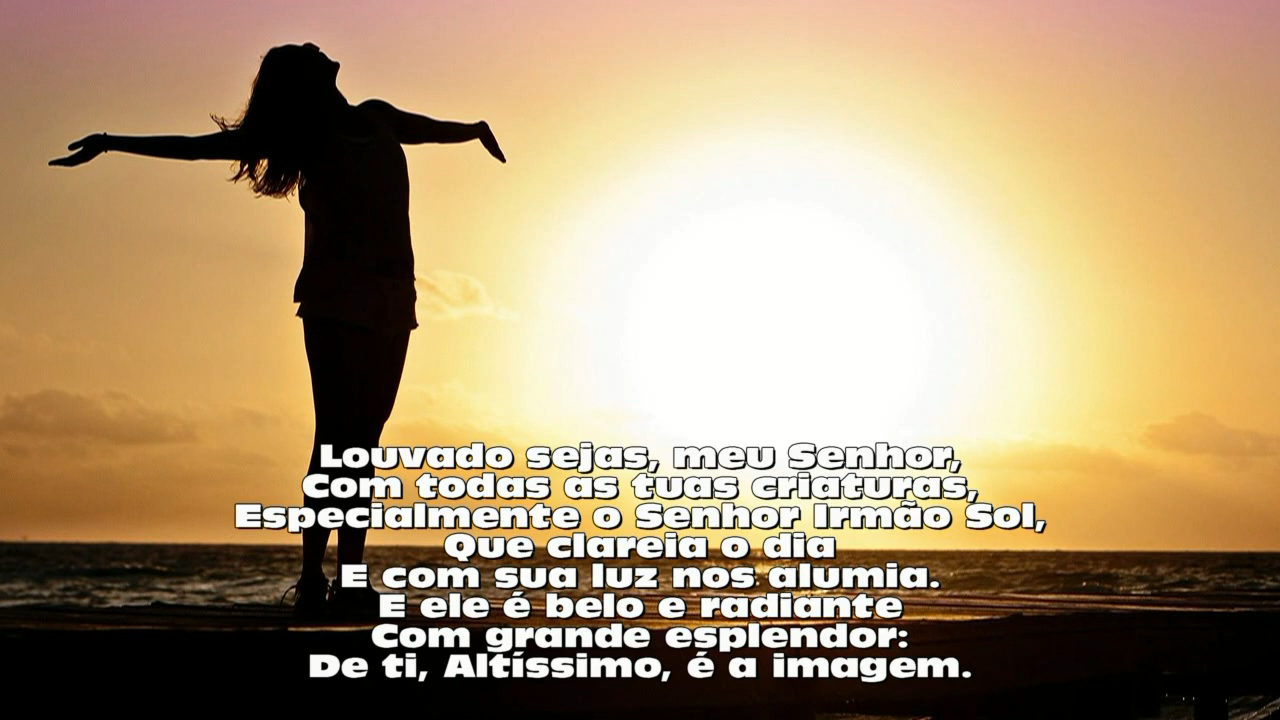 Louvado sejas, meu Senhor,
Com todas as tuas criaturas,
Especialmente o Senhor Irmão Sol,
Que clareia o dia
E com sua luz nos alumia.
E ele é belo e radiante
Com grande esplendor:
De ti, Altíssimo, é a imagem.